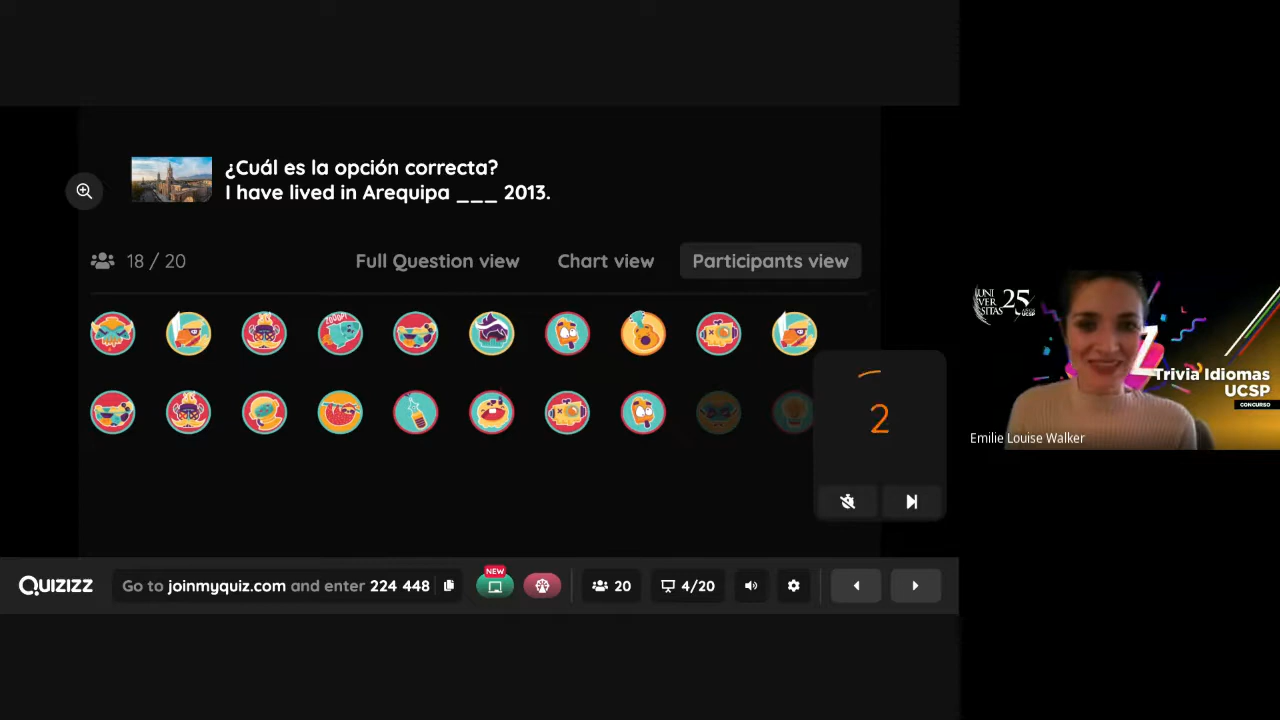 ¿Cuál es la opción correcta?
I have lived in Arequipa ___ 2013.
18 / 20
Full Question view
Chart view
Participants view
ZOOOP!
2
UNI
VER
SITAS
25
UCSP
Trivia Idiomas
UCSP
CONCURSO
Emilie Louise Walker
QUIZIZZ
Go to joinmyquiz.com and enter 224 448
NEW
20
4/20